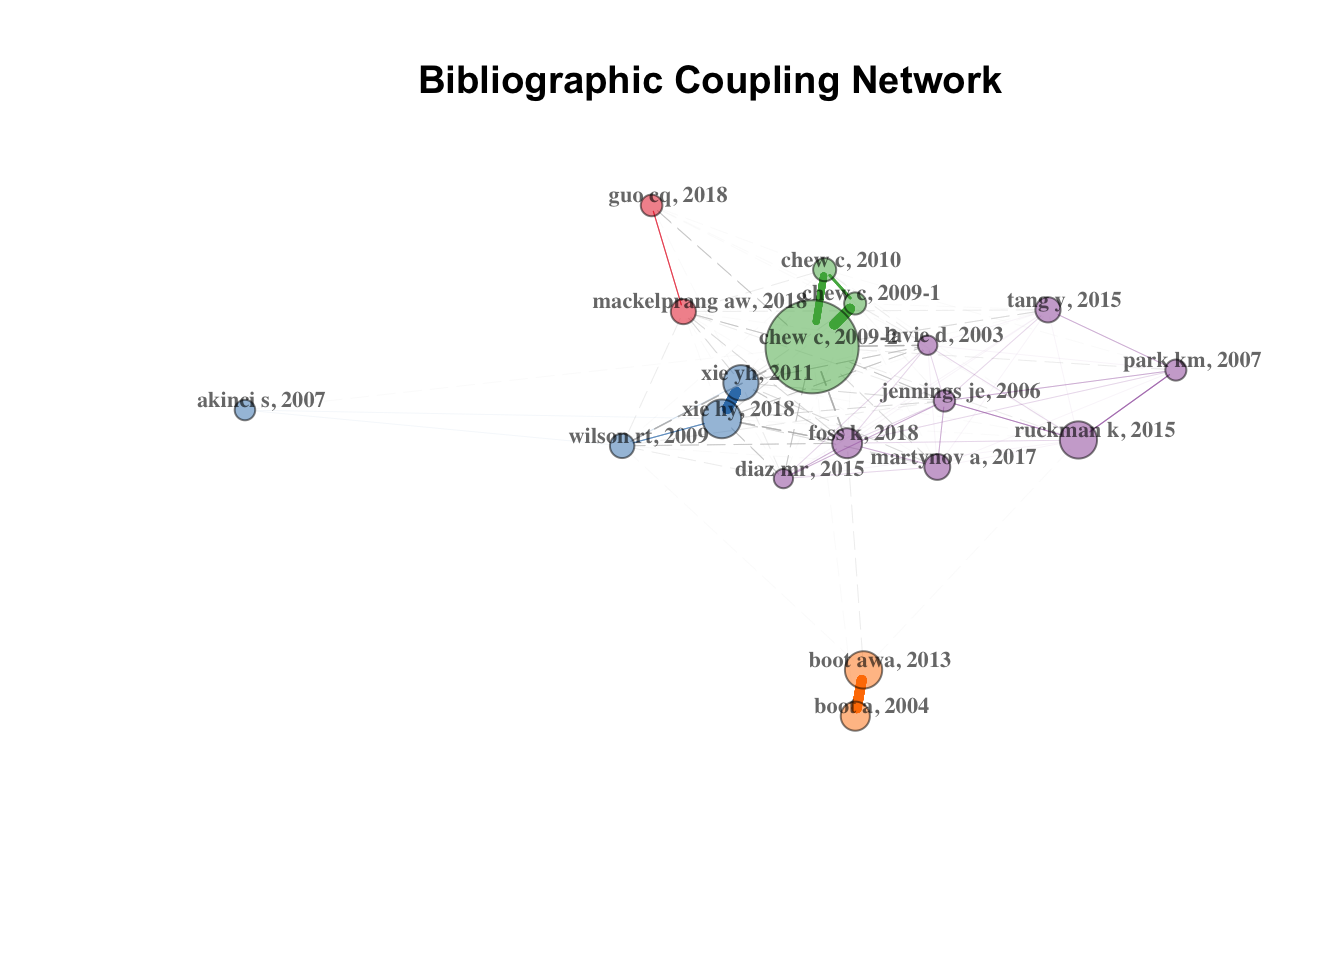 Bibliographic Coupling Network
guo cq, 2018
chew c, 2010
chew c, 2009-1
mackelprang aw, 2018
tang y, 2015
chew c, 2009-2
lavie d, 2003
park km, 2007
xie yh, 2011
jennings je, 2006
akinci s, 2007
xie hy, 2018
wilson rt, 2009
foss k, 2018
ruckman k, 2015
martynov a, 2017
diaz mr, 2015
boot awa, 2013
boot a, 2004